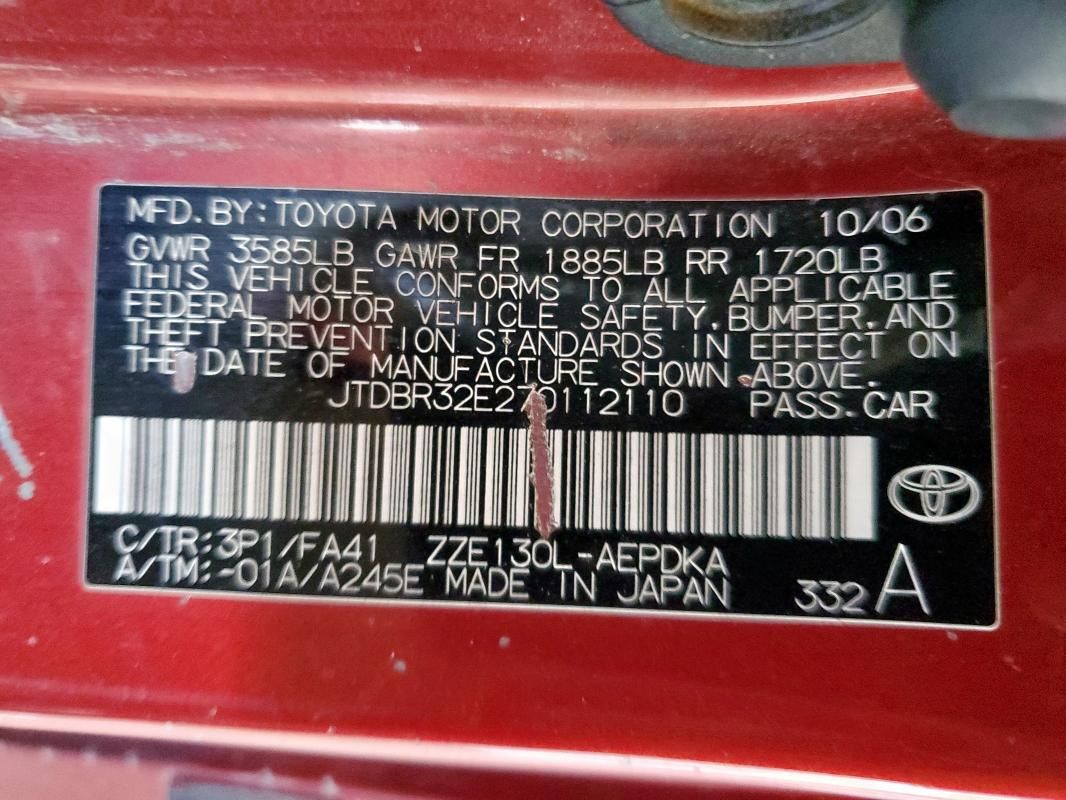 MFD.BY:TOYOTA MOTOR CORPORATION 10/06
GVWR 3585LB GAWR FR 1885LB RR 1720LB
THIS VEHICLE CONFORMS TO ALL APPLICABLE
FEDERAL MOTOR VEHICLE SAFETY,BUMPER,AND
THEFT PREVENTION STANDARDS IN EFFECT ON
THE DATE OF MANUFACTURE SHOWN ABOVE.
JTDBR32E270112110 PASS.CAR
C/TR:3P1/FA41 ZZE130L-AEPDKA
A/TM:-01A/A245E MADE IN JAPAN 332 A